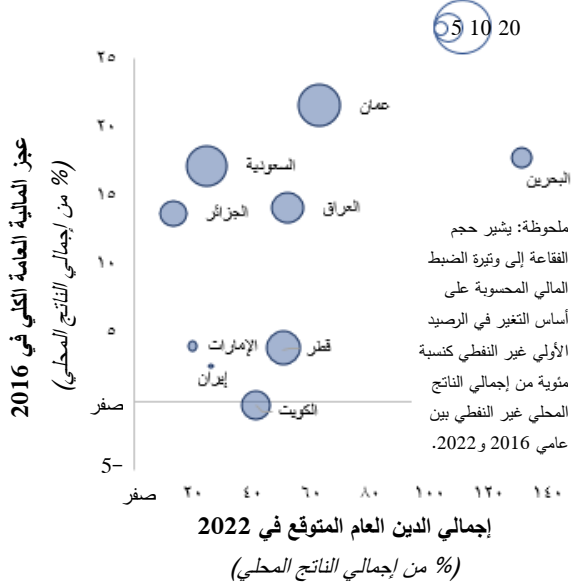 5 10 20
٢٥
٢٠
١٥
١٠
٥
صفر
5−
عجز المالية العامة الكلي في 2016
(% من إجمالي الناتج المحلي)
عمان
السعودية
البحرين
الجزائر
العراق
الإمارات
قطر
إيران
الكويت
ملحوظة: يشير حجم
الفقاعة إلى وتيرة الضبط
المالي المحسوبة على
أساس التغير في الرصيد
الأولي غير النفطي كنسبة
مئوية من إجمالي الناتج
المحلي غير النفطي بين
عامي 2016 و2022.
صفر ٢٠ ٤٠ ٦٠ ٨٠ ١٠٠ ١٢٠ ١٤٠
إجمالي الدين العام المتوقع في 2022
(% من إجمالي الناتج المحلي)